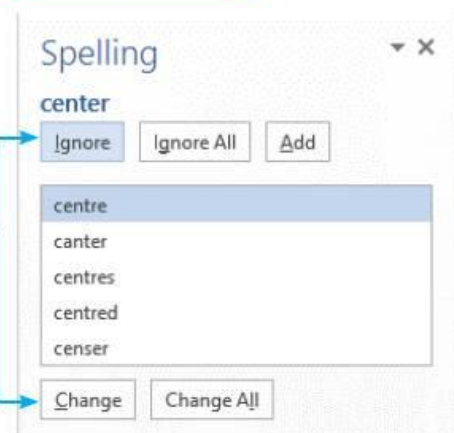 Spelling
center
Ignore Ignore All Add
centre
canter
centres
centred
censer
Change Change All